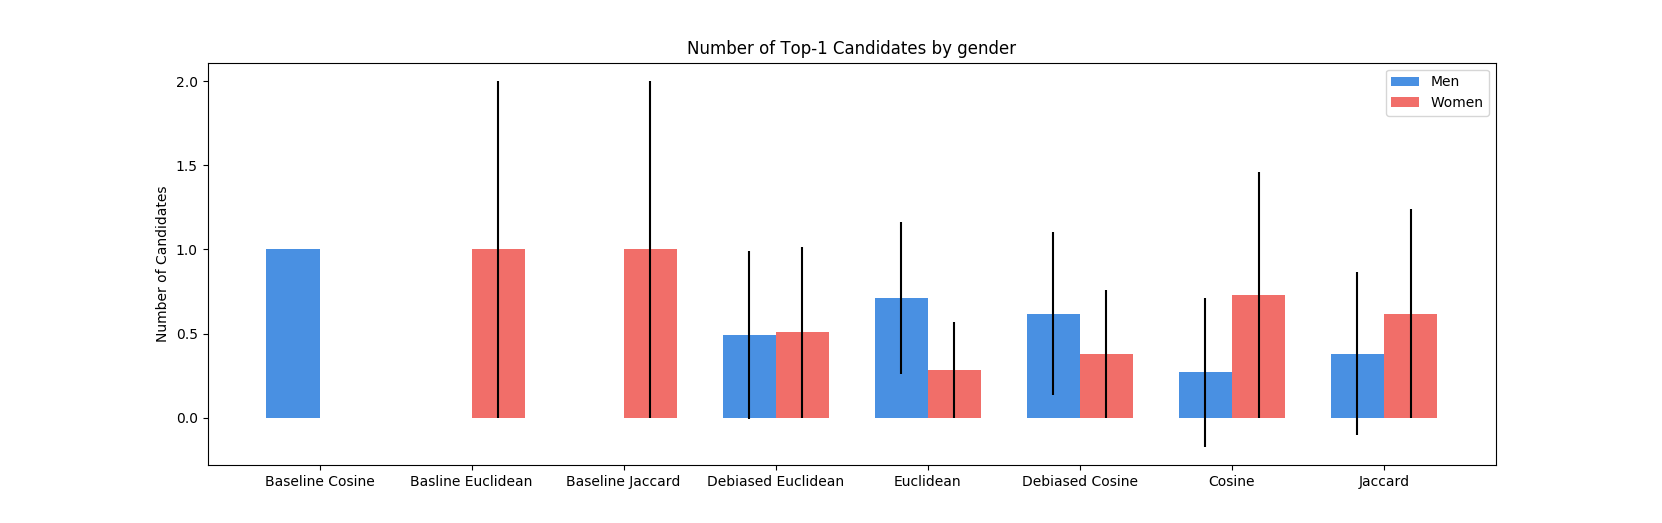 Number of Top-1 Candidates by gender
Men
Women
Number of Candidates
2.0
1.5
1.0
0.5
0.0
Baseline Cosine
Basline Euclidean
Baseline Jaccard
Debiased Euclidean
Euclidean
Debiased Cosine
Cosine
Jaccard